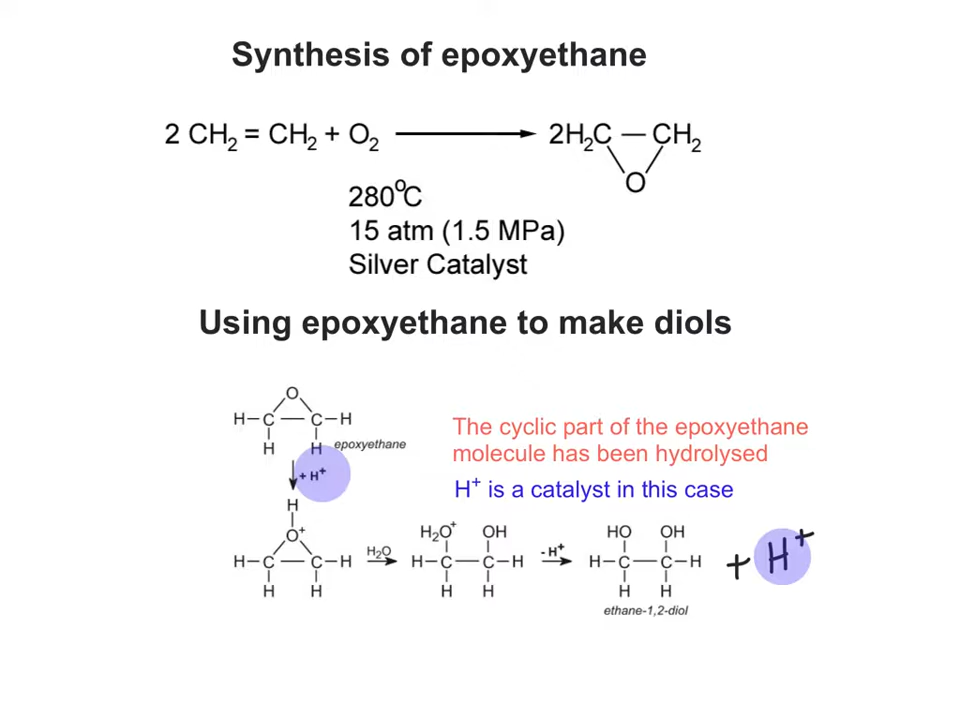 Synthesis of epoxyethane
2 CH₂ = CH₂ + O₂ ⟶ 2H₂C — CH₂
O
280⁰C
15 atm (1.5 MPa)
Silver Catalyst
Using epoxyethane to make diols
O
H–C — C–H
H H epoxyethane
+ H⁺
The cyclic part of the epoxyethane
molecule has been hydrolysed
H⁺ is a catalyst in this case
H
O⁺
H–C — C–H
H H
H₂O
H₂O⁺ OH
H–C — C–H
H H
- H⁺
HO OH
H–C — C–H
H H
ethane-1,2-diol
+ H⁺